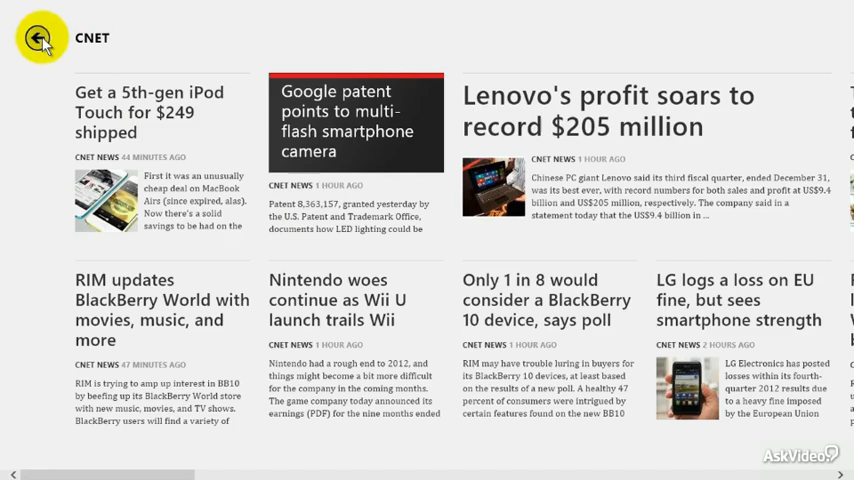 CNET
Get a 5th-gen iPod
Touch for $249
shipped
CNET NEWS 44 MINUTES AGO
First it was an unusually
cheap deal on MacBook
Airs (since expired, alas).
Now there's a solid
savings to be had on the
Google patent
points to multi-
flash smartphone
camera
CNET NEWS 1 HOUR AGO
Patent 8,363,157, granted yesterday by
the U.S. Patent and Trademark Office,
documents how LED lighting could be
Lenovo's profit soars to
record $205 million
CNET NEWS 1 HOUR AGO
Chinese PC giant Lenovo said its third fiscal quarter, ended December 31,
was its best ever, with record numbers for both sales and profit at US$9.4
billion and US$205 million, respectively. The company said in a
statement today that the US$9.4 billion in ...
RIM updates
BlackBerry World with
movies, music, and
more
CNET NEWS 47 MINUTES AGO
RIM is trying to amp up interest in BB10
by beefing up its BlackBerry World store
with new music, movies, and TV shows.
BlackBerry users will find a variety of
Nintendo woes
continue as Wii U
launch trails Wii
CNET NEWS 1 HOUR AGO
Nintendo had a rough end to 2012, and
things might become a bit more difficult
for the company in the coming months.
The game company today announced its
earnings (PDF) for the nine months ended
Only 1 in 8 would
consider a BlackBerry
10 device, says poll
CNET NEWS 1 HOUR AGO
RIM may have trouble luring in buyers for
its BlackBerry 10 devices, at least based
on the results of a new poll. A healthy 47
percent of consumers were intrigued by
certain features found on the new BB10
LG logs a loss on EU
fine, but sees
smartphone strength
CNET NEWS 2 HOURS AGO
LG Electronics has posted
losses within its fourth-
quarter 2012 results due
to a heavy fine imposed
by the European Union
AskVideo